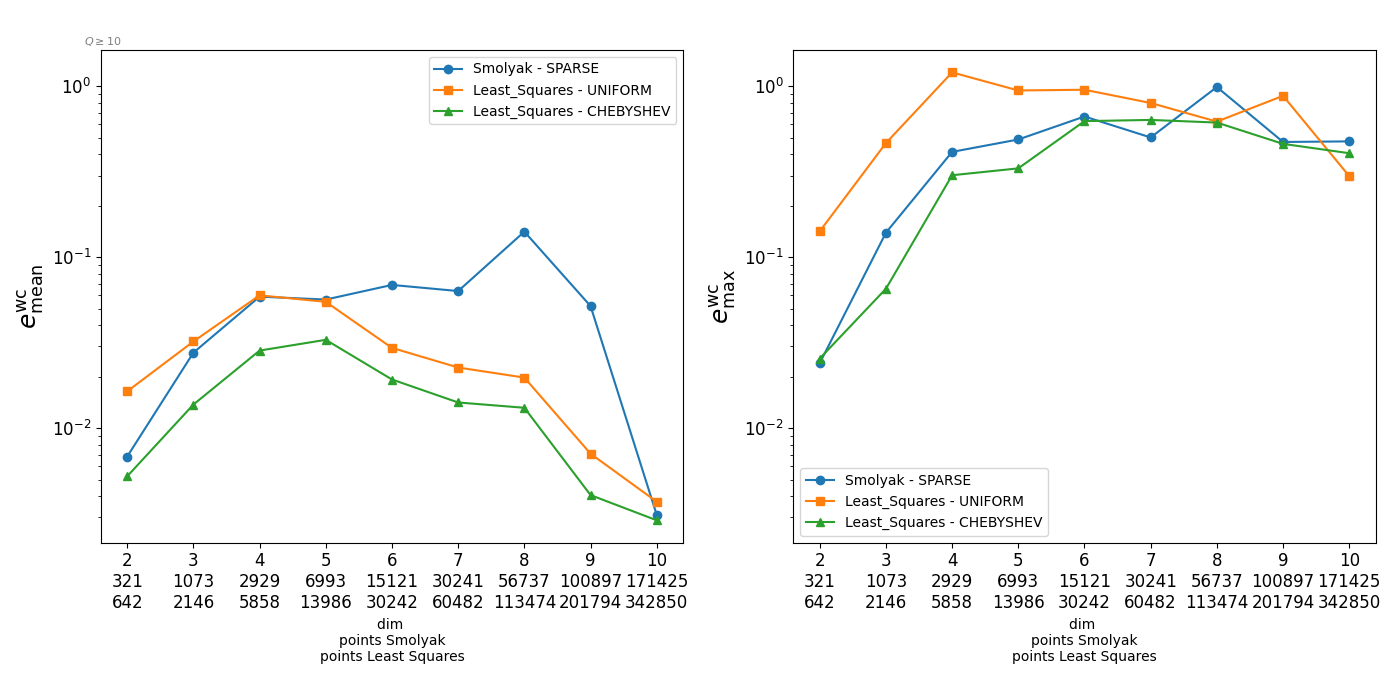 Q ≥ 10
10⁰
10⁻¹
10⁻²
e^wc_mean
Smolyak - SPARSE
Least_Squares - UNIFORM
Least_Squares - CHEBYSHEV
2 3 4 5 6 7 8 9 10
321 1073 2929 6993 15121 30241 56737 100897 171425
642 2146 5858 13986 30242 60482 113474 201794 342850
dim
points Smolyak
points Least Squares
10⁰
10⁻¹
10⁻²
e^wc_max
Smolyak - SPARSE
Least_Squares - UNIFORM
Least_Squares - CHEBYSHEV
2 3 4 5 6 7 8 9 10
321 1073 2929 6993 15121 30241 56737 100897 171425
642 2146 5858 13986 30242 60482 113474 201794 342850
dim
points Smolyak
points Least Squares